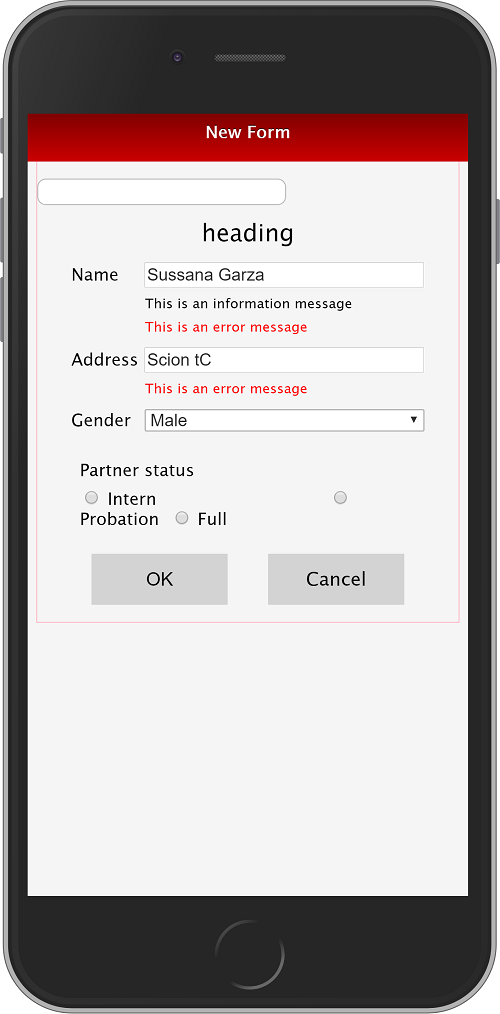 New Form
heading
Name Sussana Garza
This is an information message
This is an error message
Address Scion tC
This is an error message
Gender Male
Partner status
Intern
Probation Full
OK Cancel